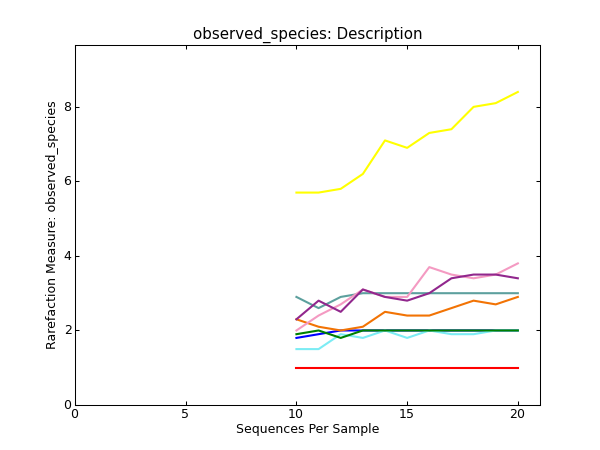 observed_species: Description
Rarefaction Measure: observed_species
8
6
4
2
0
0 5 10 15 20
Sequences Per Sample